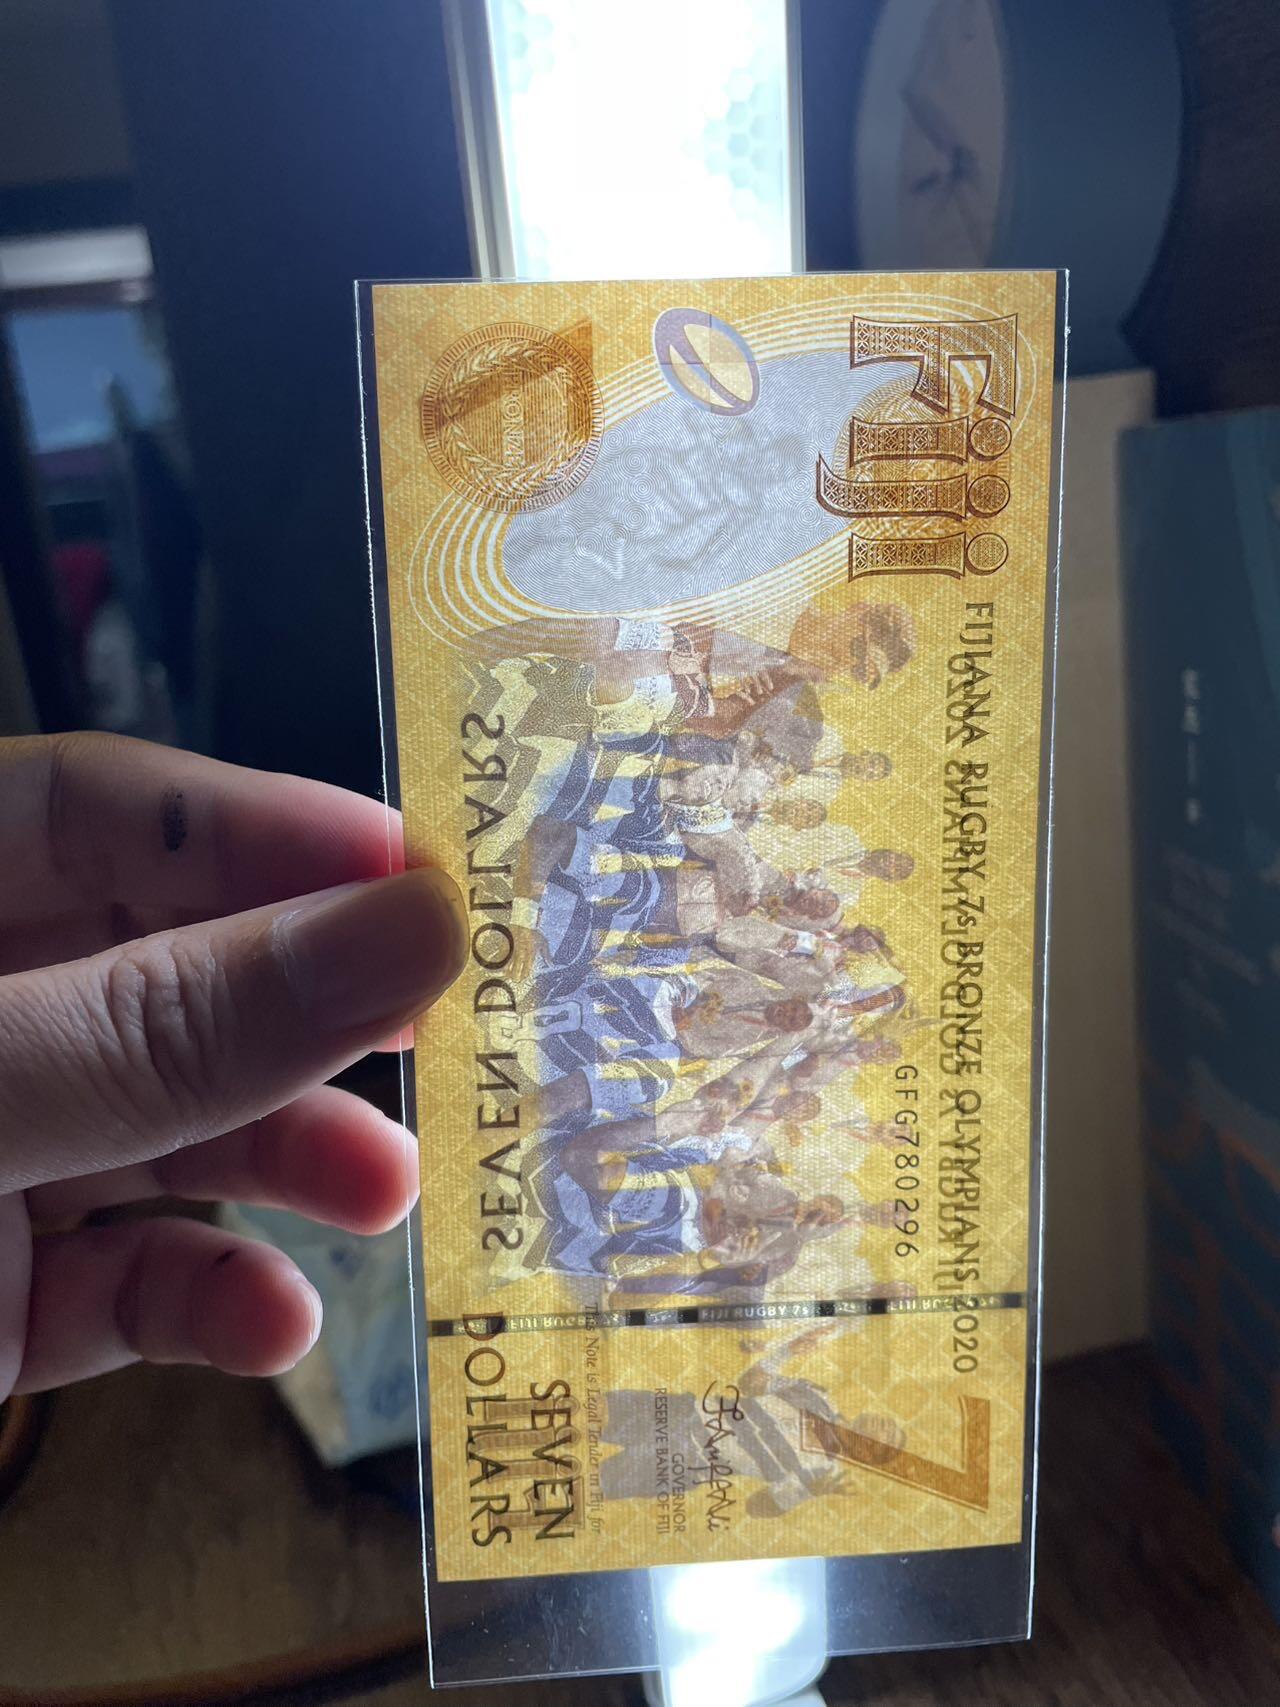 Fiji
FIJIANA RUGBY 7s BRONZE OLYMPIANS 2020
BRONZE
GFG780296
7
FIJI RUGBY 7s
GOVERNOR
RESERVE BANK OF FIJI
This Note is Legal Tender in Fiji for
SEVEN
DOLLARS
SEVEN DOLLARS